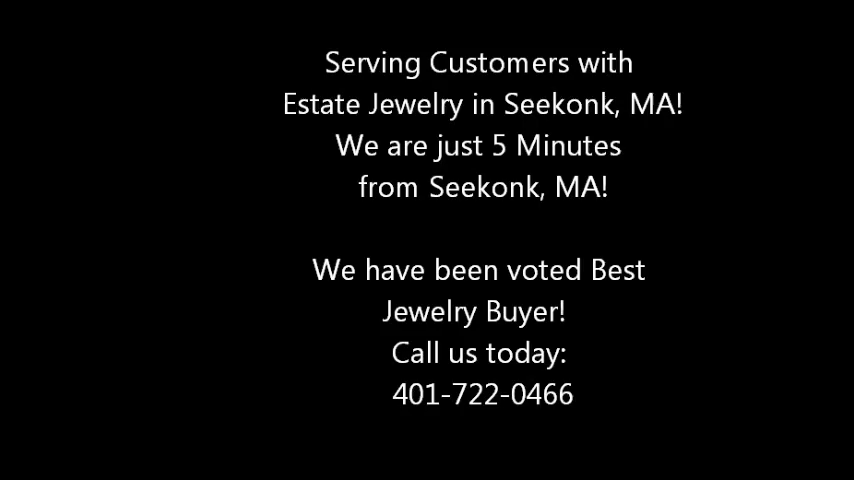 Serving Customers with
Estate Jewelry in Seekonk, MA!
We are just 5 Minutes
from Seekonk, MA!
We have been voted Best
Jewelry Buyer!
Call us today:
401-722-0466